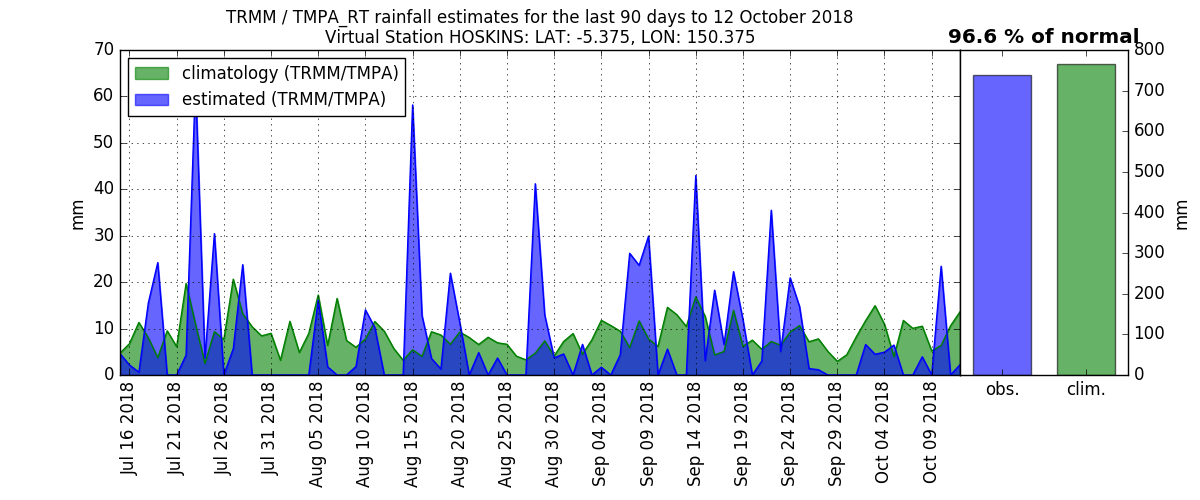 TRMM / TMPA_RT rainfall estimates for the last 90 days to 12 October 2018
Virtual Station HOSKINS: LAT: -5.375, LON: 150.375
96.6 % of normal
climatology (TRMM/TMPA)
estimated (TRMM/TMPA)
mm
70
60
50
40
30
20
10
0
Jul 16 2018
Jul 21 2018
Jul 26 2018
Jul 31 2018
Aug 05 2018
Aug 10 2018
Aug 15 2018
Aug 20 2018
Aug 25 2018
Aug 30 2018
Sep 04 2018
Sep 09 2018
Sep 14 2018
Sep 19 2018
Sep 24 2018
Sep 29 2018
Oct 04 2018
Oct 09 2018
obs.
clim.
800
700
600
500
400
300
200
100
0
mm